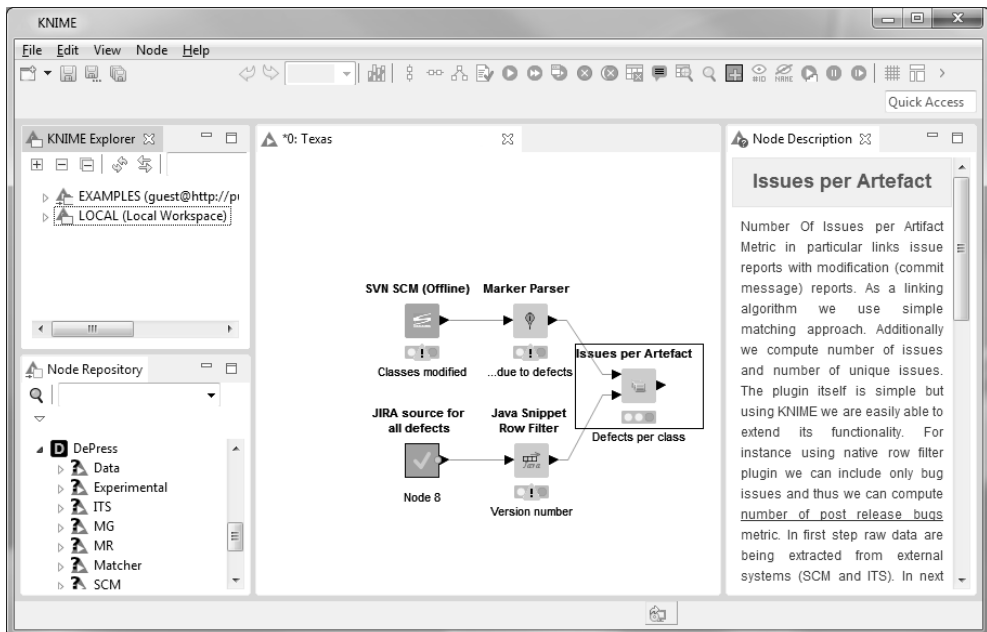 KNIME
File Edit View Node Help
Quick Access
KNIME Explorer
EXAMPLES (guest@http://p
LOCAL (Local Workspace)
*0: Texas
SVN SCM (Offline)
Classes modified
Marker Parser
...due to defects
Issues per Artefact
Defects per class
JIRA source for
all defects
Node 8
Java Snippet
Row Filter
Java
Version number
Node Repository
DePress
Data
Experimental
ITS
MG
MR
Matcher
SCM
Node Description
Issues per Artefact
Number Of Issues per Artifact
Metric in particular links issue
reports with modification (commit
message) reports. As a linking
algorithm we use simple
matching approach. Additionally
we compute number of issues
and number of unique issues.
The plugin itself is simple but
using KNIME we are easily able to
extend its functionality. For
instance using native row filter
plugin we can include only bug
issues and thus we can compute
number of post release bugs
metric. In first step raw data are
being extracted from external
systems (SCM and ITS). In next